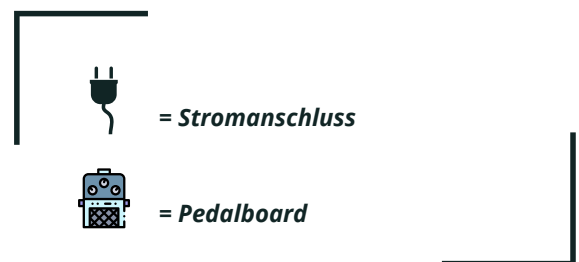 = Stromanschluss
= Pedalboard